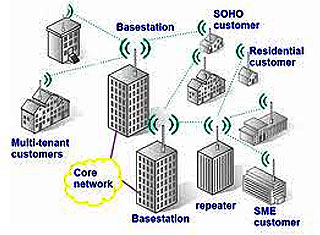 Basestation
SOHO
customer
Residential
customer
Multi-tenant
customers
Core
network
Basestation
repeater
SME
customer